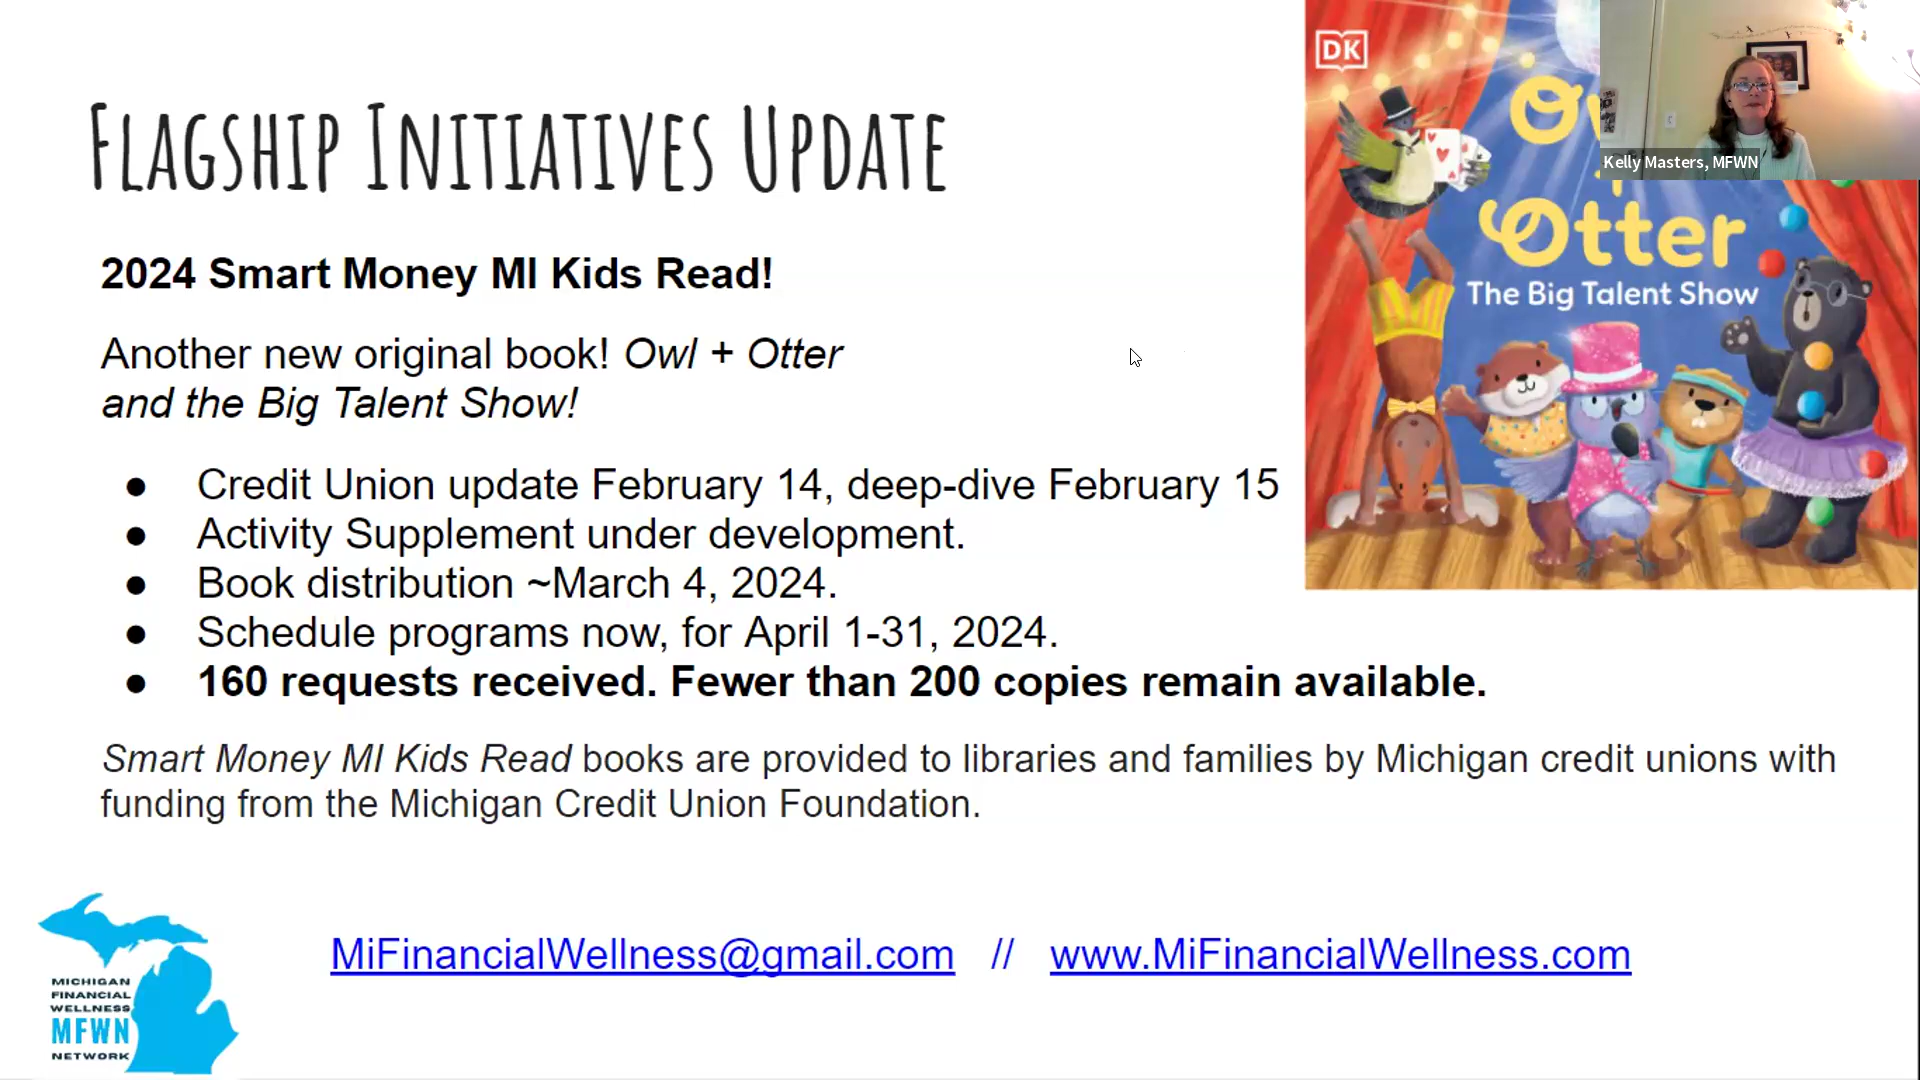 FLAGSHIP INITIATIVES UPDATE
2024 Smart Money MI Kids Read!
Another new original book! Owl + Otter
and the Big Talent Show!
● Credit Union update February 14, deep-dive February 15
● Activity Supplement under development.
● Book distribution ~March 4, 2024.
● Schedule programs now, for April 1-31, 2024.
● 160 requests received. Fewer than 200 copies remain available.
Smart Money MI Kids Read books are provided to libraries and families by Michigan credit unions with
funding from the Michigan Credit Union Foundation.
MiFinancialWellness@gmail.com // www.MiFinancialWellness.com
MICHIGAN
FINANCIAL
WELLNESS
MFWN
NETWORK
DK
Otter
The Big Talent Show
Kelly Masters, MFWN